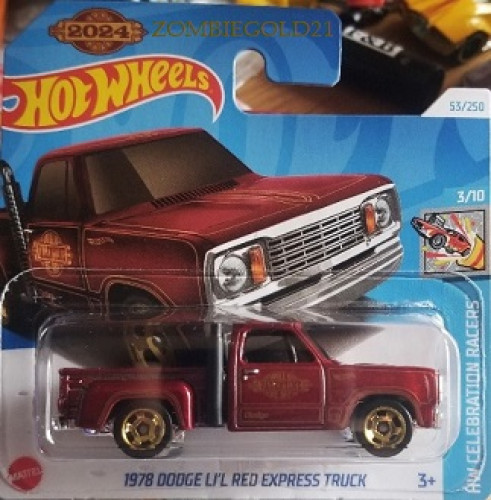 2024
ZOMBIEGOLD21
HOT WHEELS
53/250
3/10
HW CELEBRATION RACERS
Dodge
MATTEL
1978 DODGE LI'L RED EXPRESS TRUCK
3+